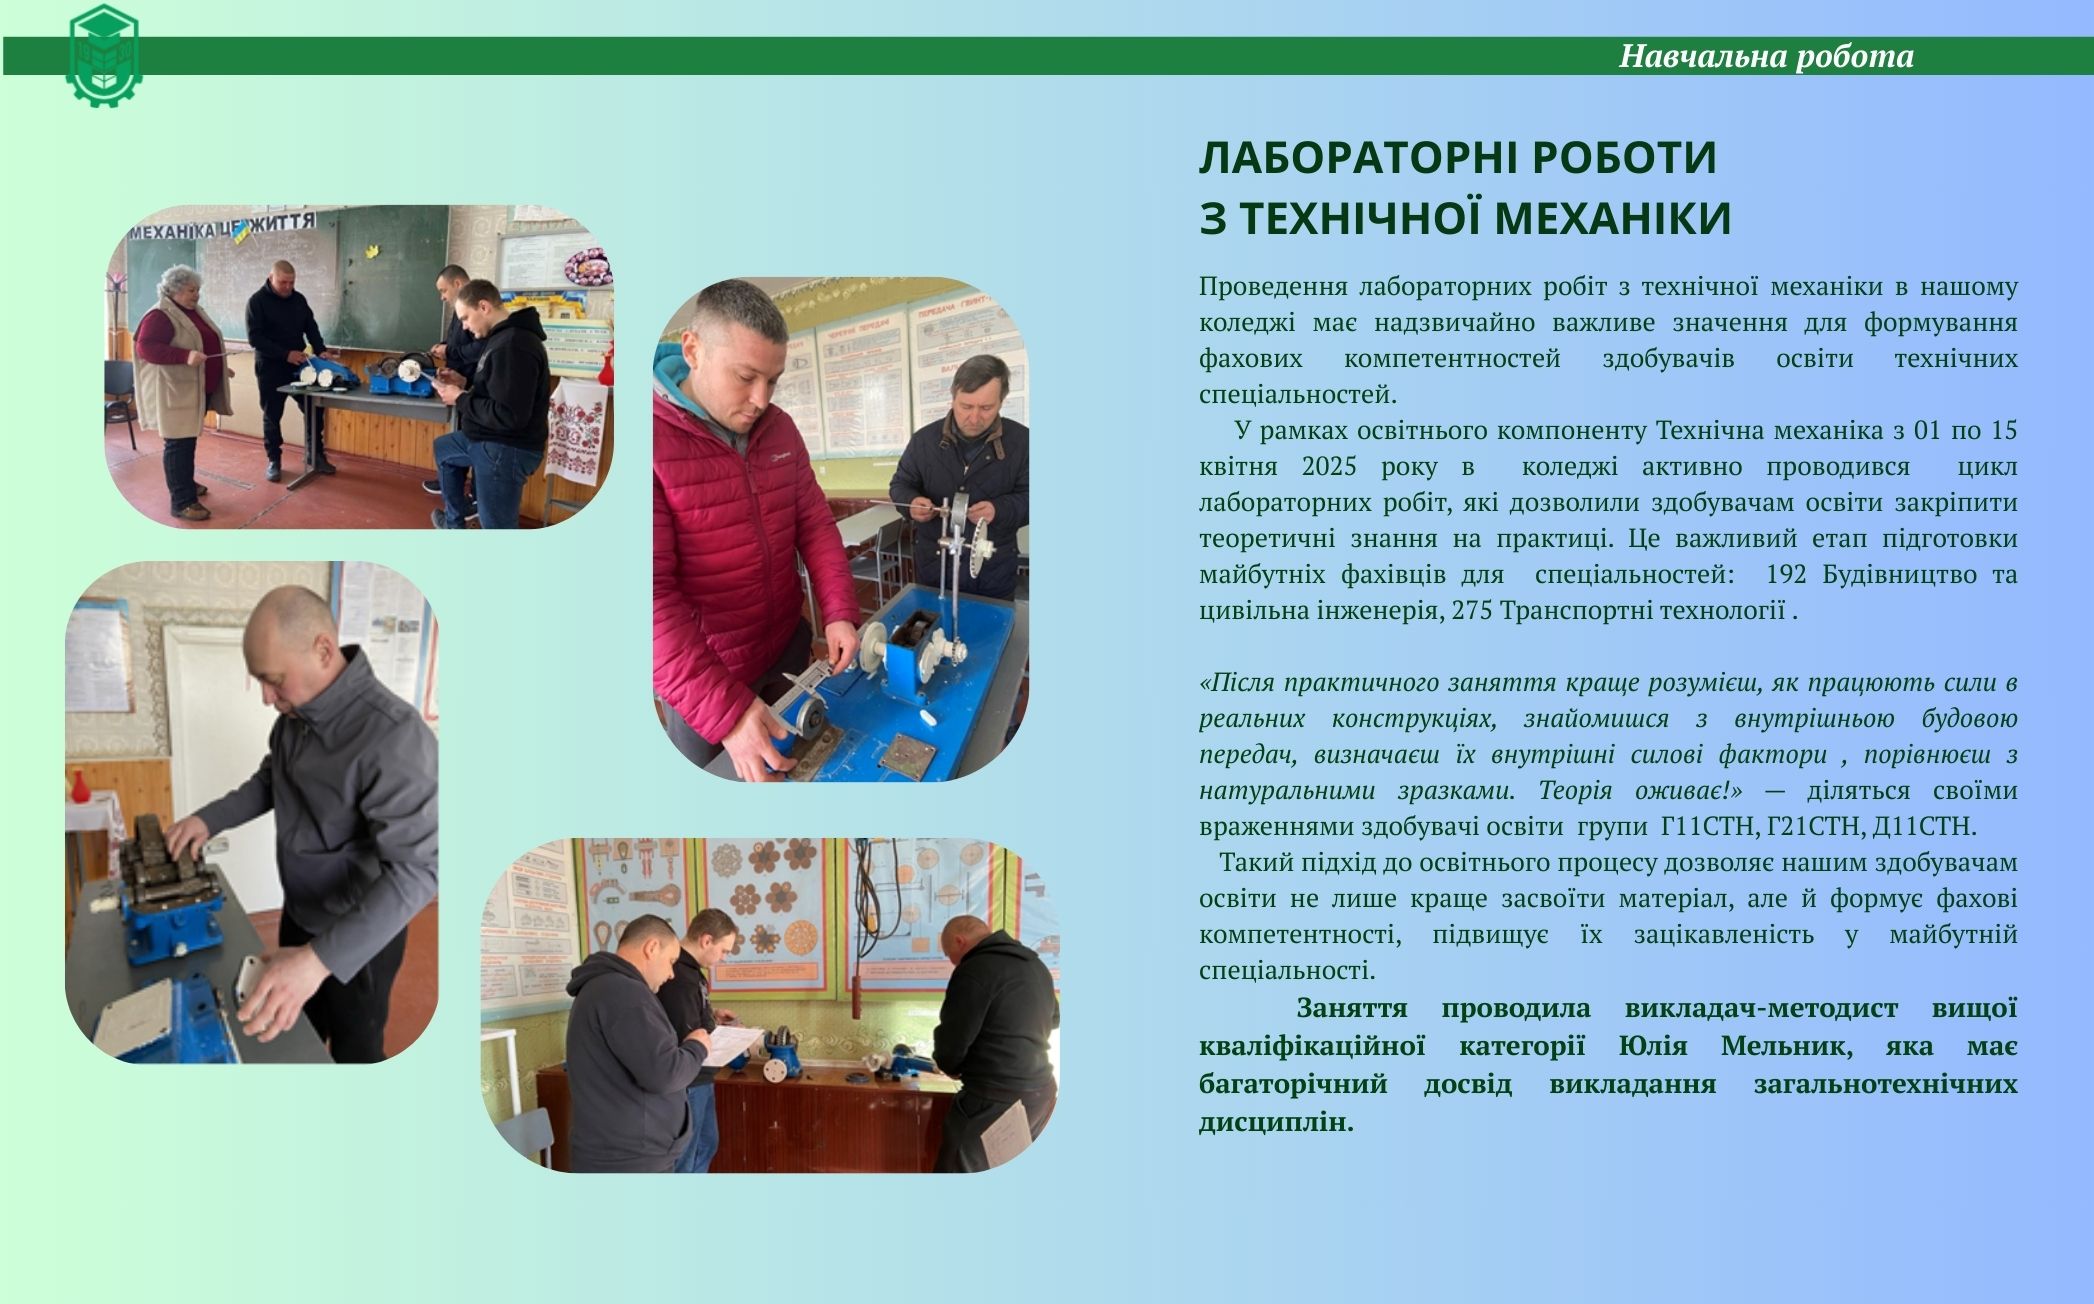 Навчальна робота
МЕХАНІКА ЦЕ ЖИТТЯ
ПЕРЕДАЧА - ГВИНТ-
ЧЕРВ'ЯЧНІ ПЕРЕДАЧІ
ЛАБОРАТОРНІ РОБОТИ
З ТЕХНІЧНОЇ МЕХАНІКИ
Проведення лабораторних робіт з технічної механіки в нашому
коледжі має надзвичайно важливе значення для формування
фахових компетентностей здобувачів освіти технічних
спеціальностей.
У рамках освітнього компоненту Технічна механіка з 01 по 15
квітня 2025 року в коледжі активно проводився цикл
лабораторних робіт, які дозволили здобувачам освіти закріпити
теоретичні знання на практиці. Це важливий етап підготовки
майбутніх фахівців для спеціальностей: 192 Будівництво та
цивільна інженерія, 275 Транспортні технології .
«Після практичного заняття краще розумієш, як працюють сили в
реальних конструкціях, знайомишся з внутрішньою будовою
передач, визначаєш їх внутрішні силові фактори , порівнюєш з
натуральними зразками. Теорія оживає!» — діляться своїми
враженнями здобувачі освіти групи Г11СТН, Г21СТН, Д11СТН.
Такий підхід до освітнього процесу дозволяє нашим здобувачам
освіти не лише краще засвоїти матеріал, але й формує фахові
компетентності, підвищує їх зацікавленість у майбутній
спеціальності.
Заняття проводила викладач-методист вищої
кваліфікаційної категорії Юлія Мельник, яка має
багаторічний досвід викладання загальнотехнічних
дисциплін.